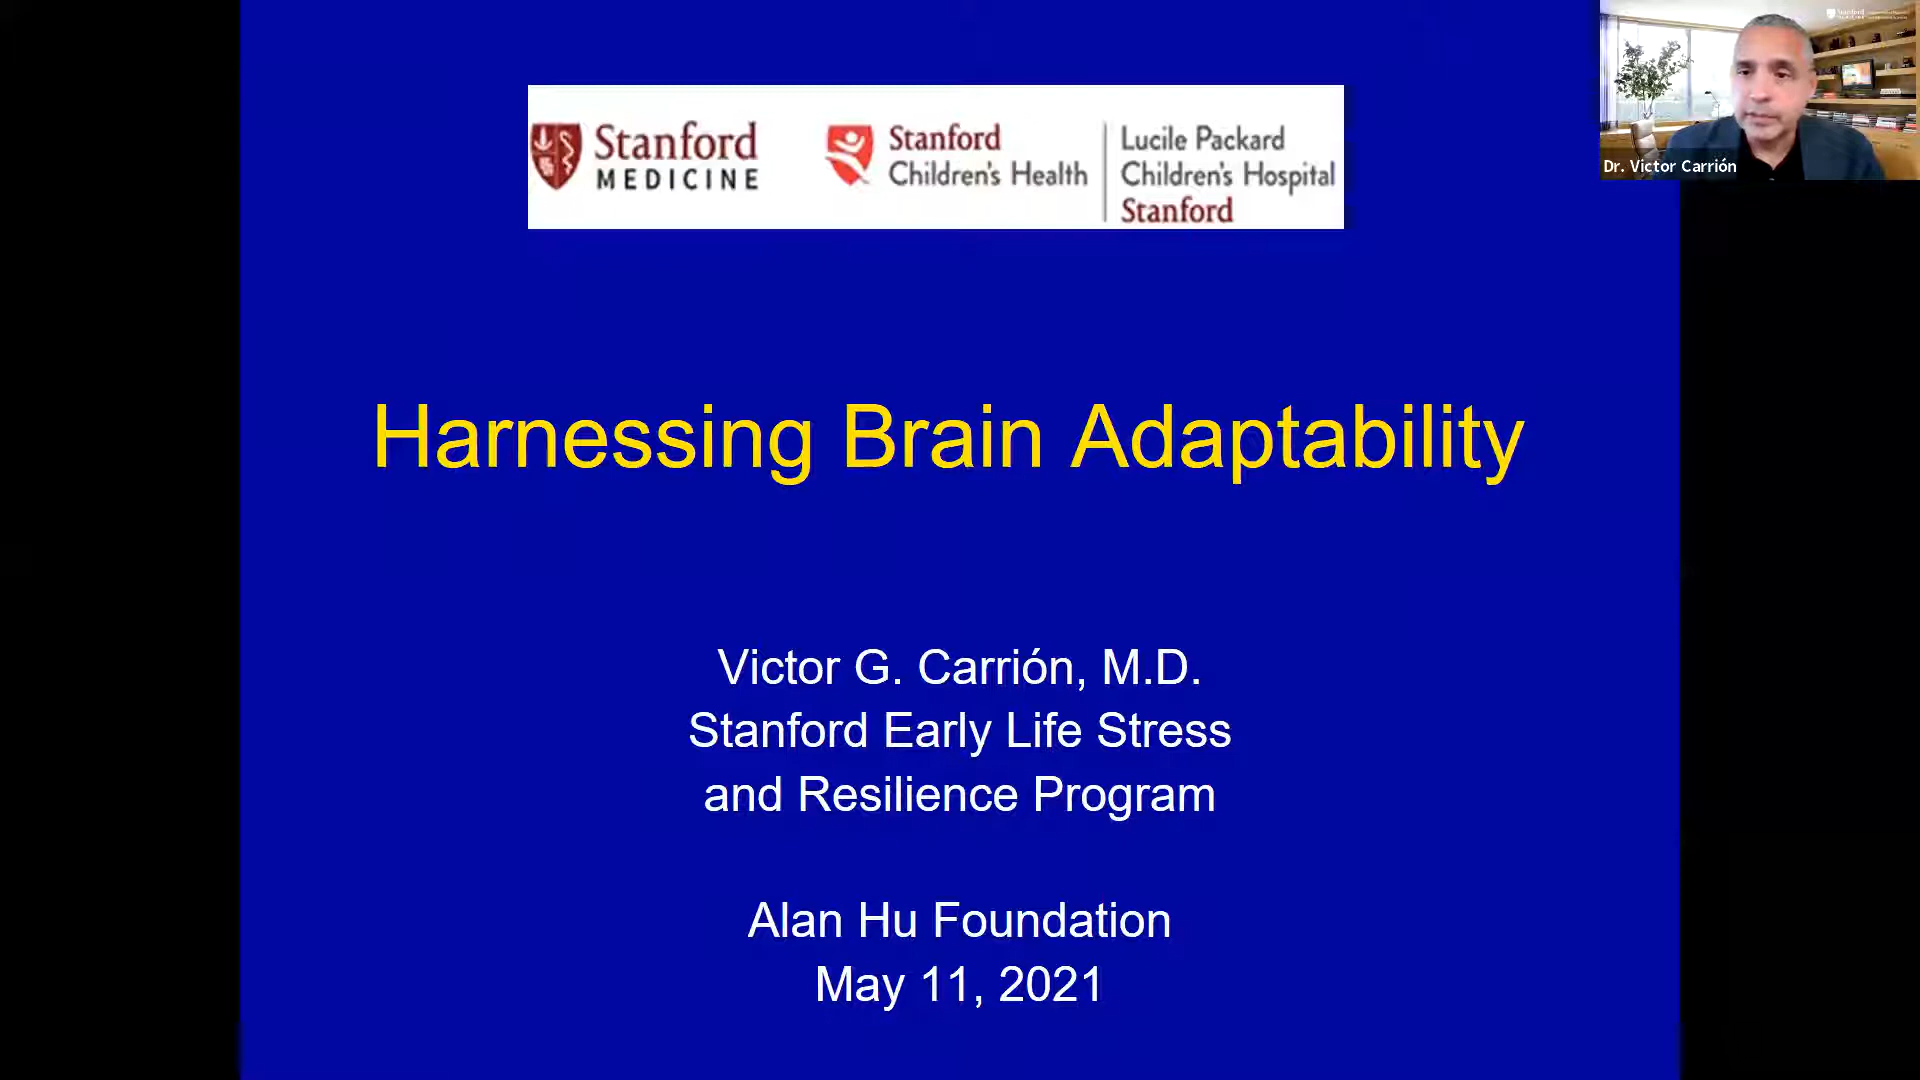 Stanford
MEDICINE
Stanford
Children's Health
Lucile Packard
Children's Hospital
Stanford
Dr. Victor Carrión
Harnessing Brain Adaptability
Victor G. Carrión, M.D.
Stanford Early Life Stress
and Resilience Program
Alan Hu Foundation
May 11, 2021